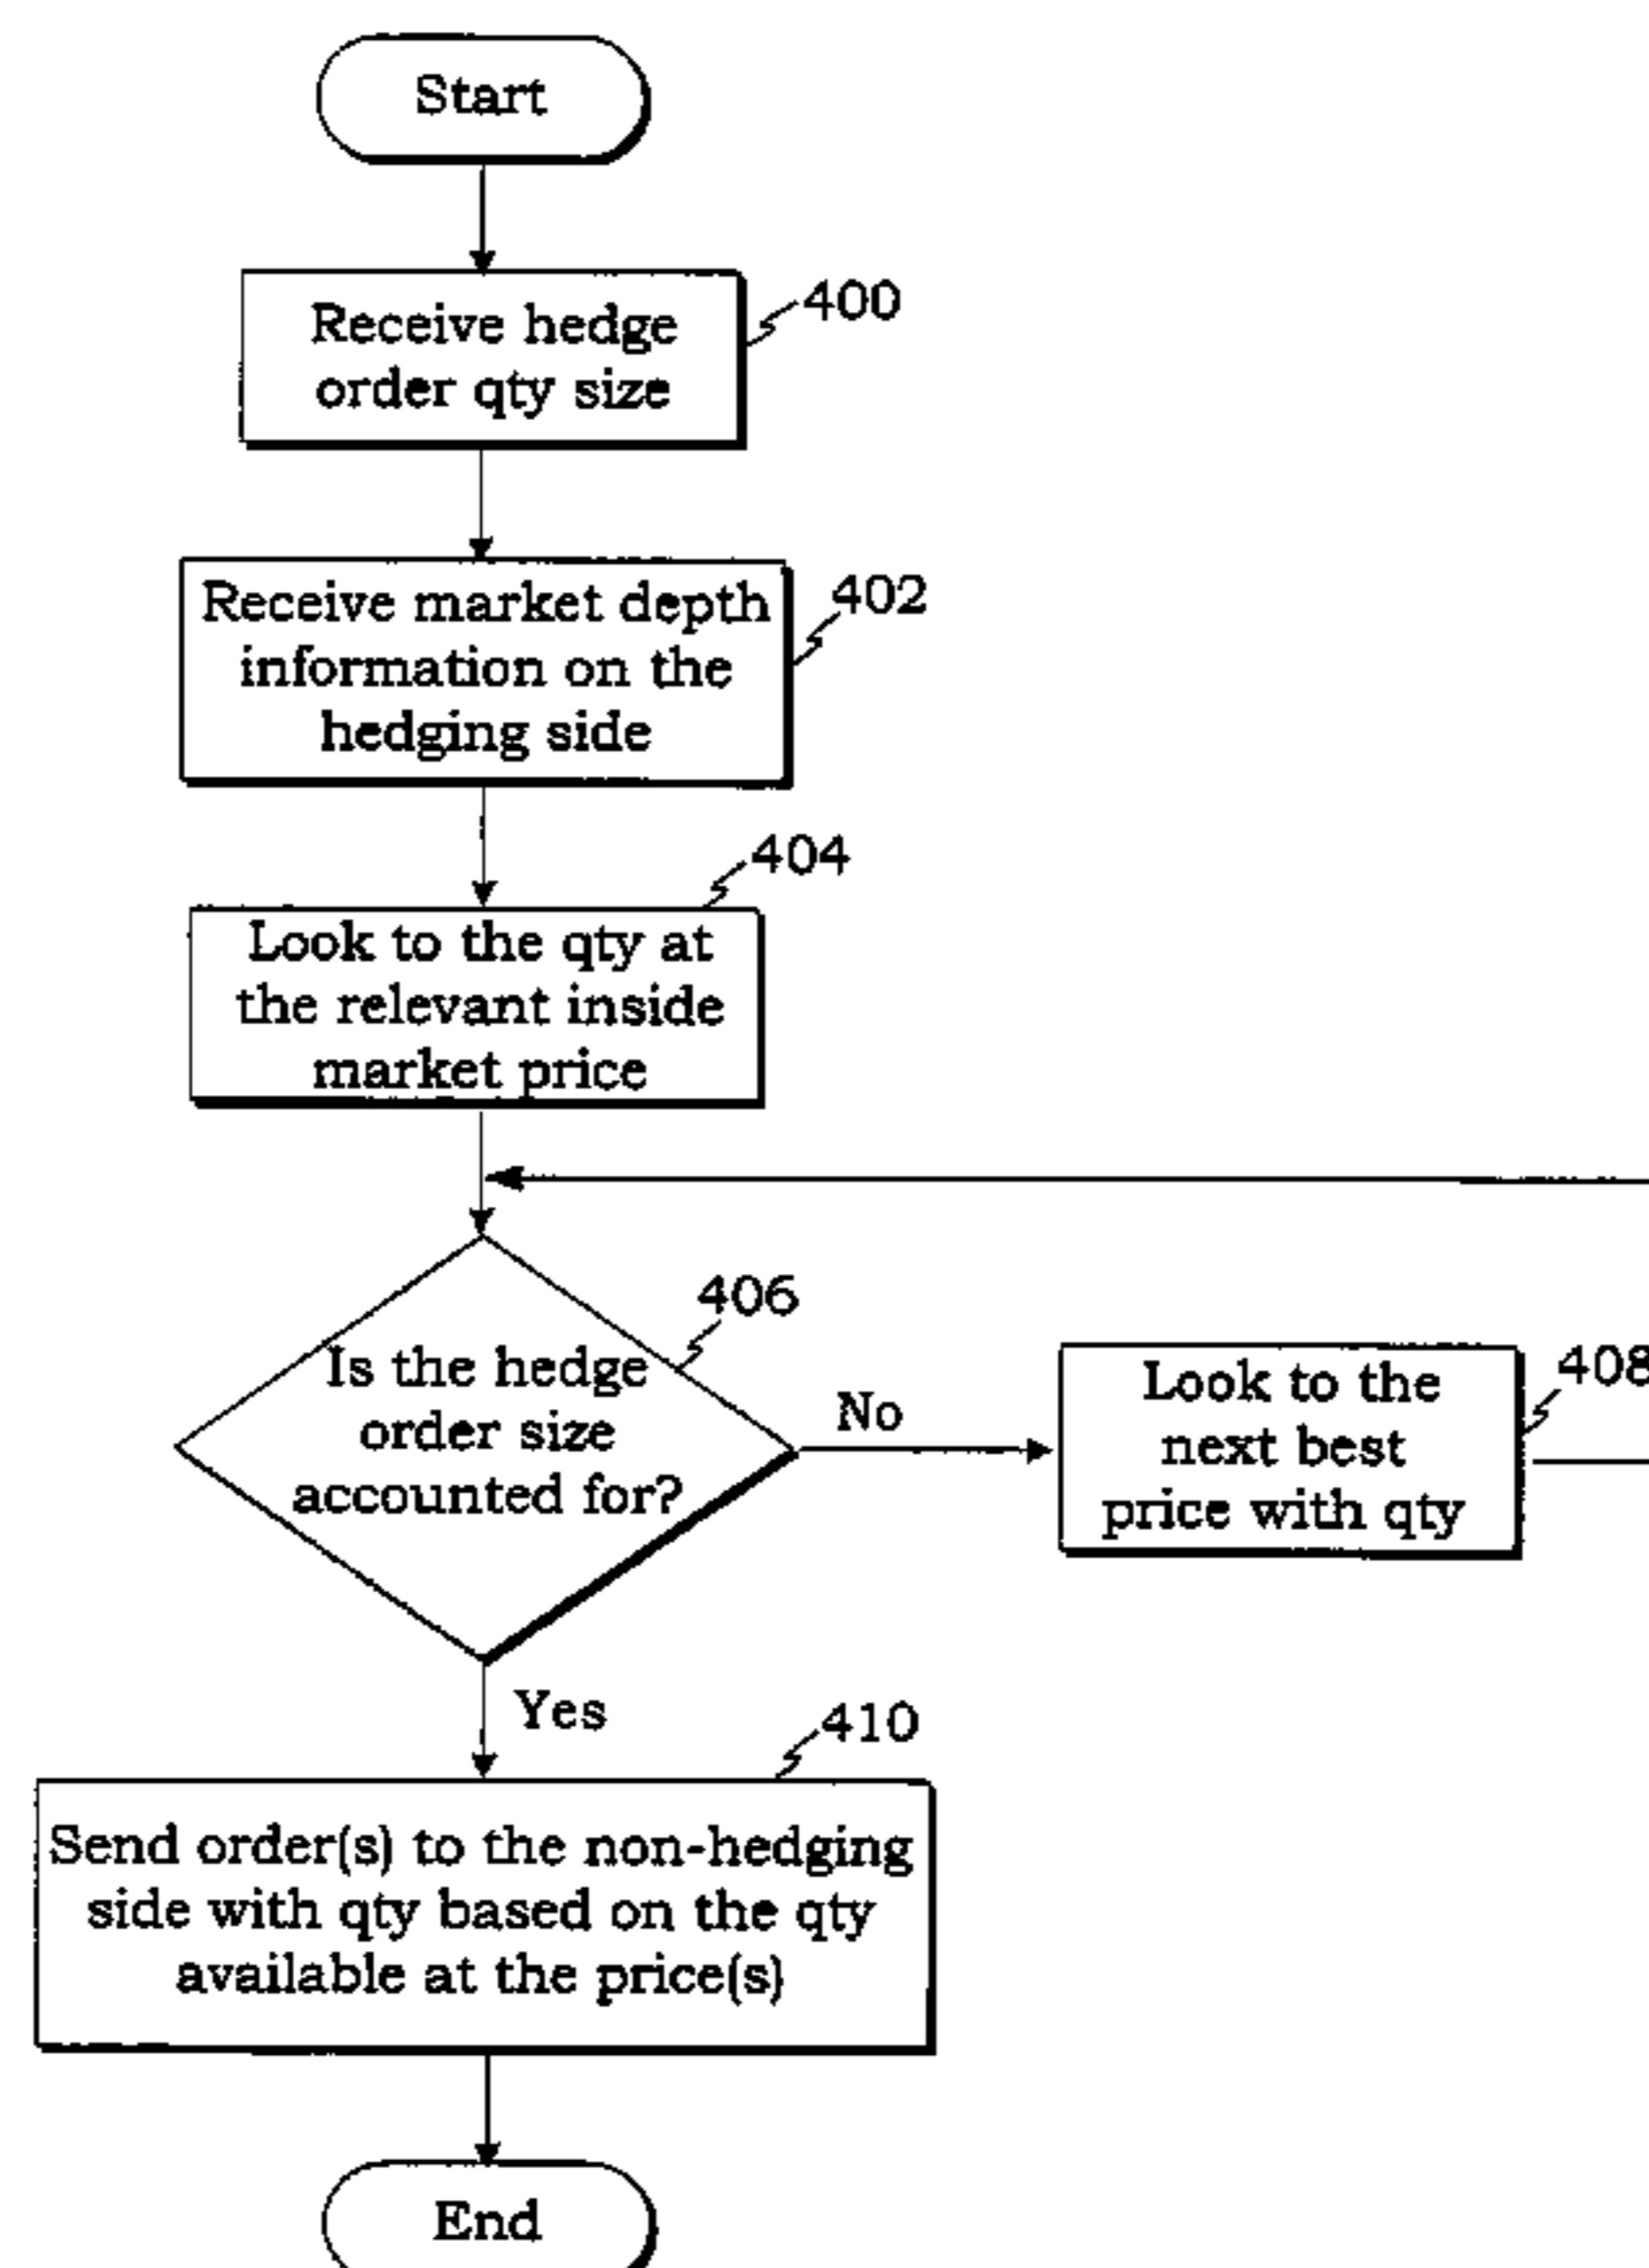 Start
Receive hedge
order qty size
400
Receive market depth
information on the
hedging side
402
404
Look to the qty at
the relevant inside
market price
406
Is the hedge
order size
accounted for?
No
Look to the
next best
price with qty
408
Yes
410
Send order(s) to the non-hedging
side with qty based on the qty
available at the price(s)
End